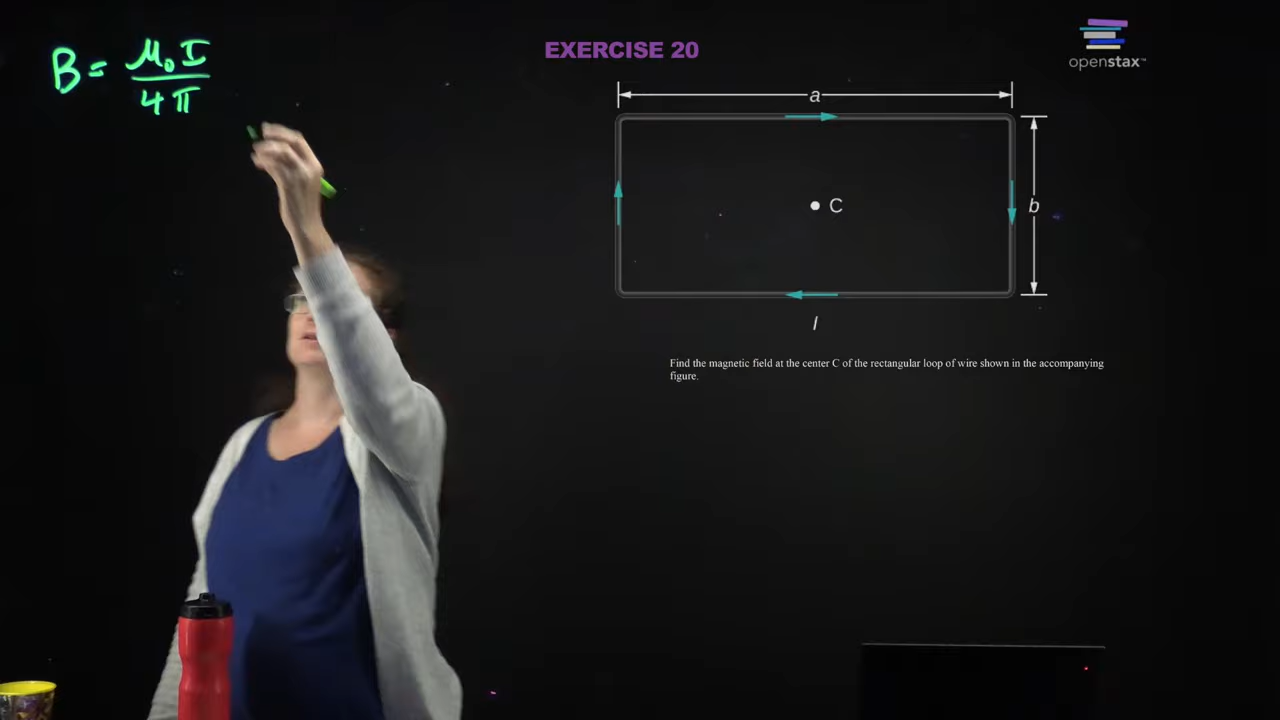 B = μ₀I / 4π
EXERCISE 20
openstax™
a
C
b
I
Find the magnetic field at the center C of the rectangular loop of wire shown in the accompanying
figure.